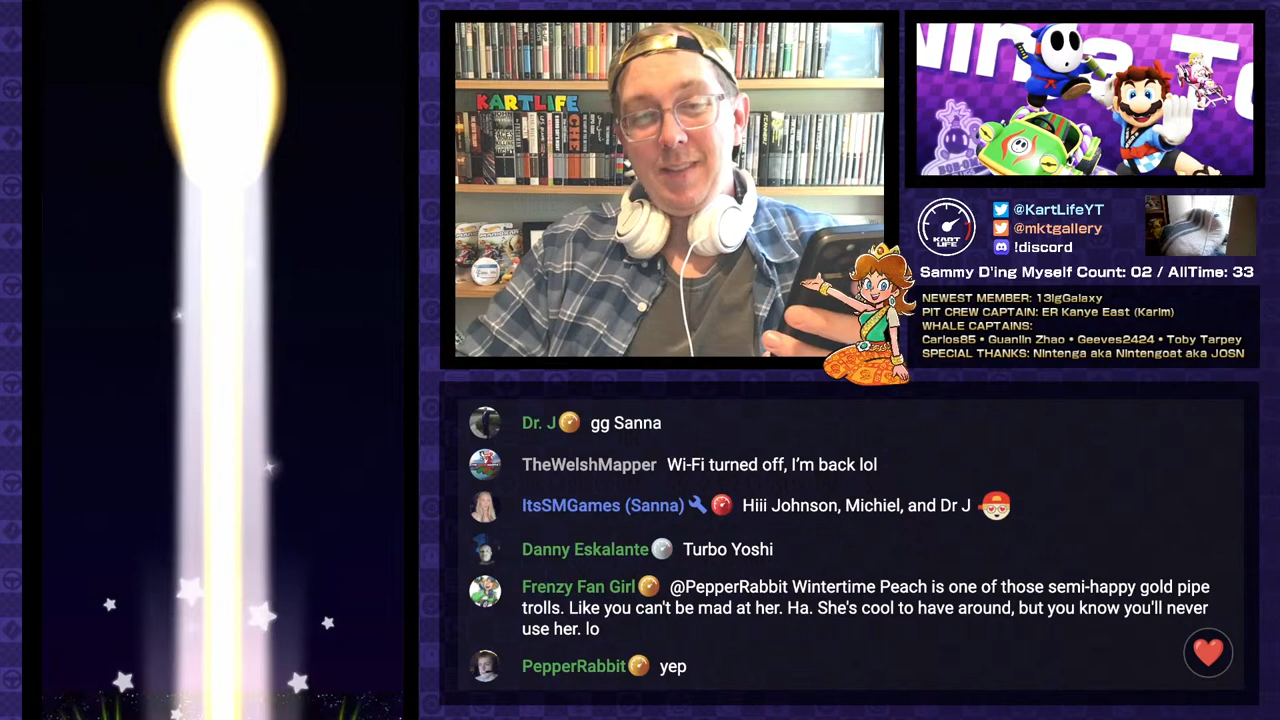 KARTLIFE
Ninja To
KART
LIFE
@KartLifeYT
@mktgallery
!discord
Sammy D'ing Myself Count: 02 / AllTime: 33
NEWEST MEMBER: 13lgGalaxy
PIT CREW CAPTAIN: ER Kanye East (Karim)
WHALE CAPTAINS:
Carlos85 • Guanlin Zhao • Geeves2424 • Toby Tarpey
SPECIAL THANKS: Nintenga aka Nintengoat aka JOSN
Dr. J gg Sanna
TheWelshMapper Wi-Fi turned off, I'm back lol
ItsSMGames (Sanna) Hiii Johnson, Michiel, and Dr J
Danny Eskalante Turbo Yoshi
Frenzy Fan Girl @PepperRabbit Wintertime Peach is one of those semi-happy gold pipe
trolls. Like you can't be mad at her. Ha. She's cool to have around, but you know you'll never
use her. lo
PepperRabbit yep